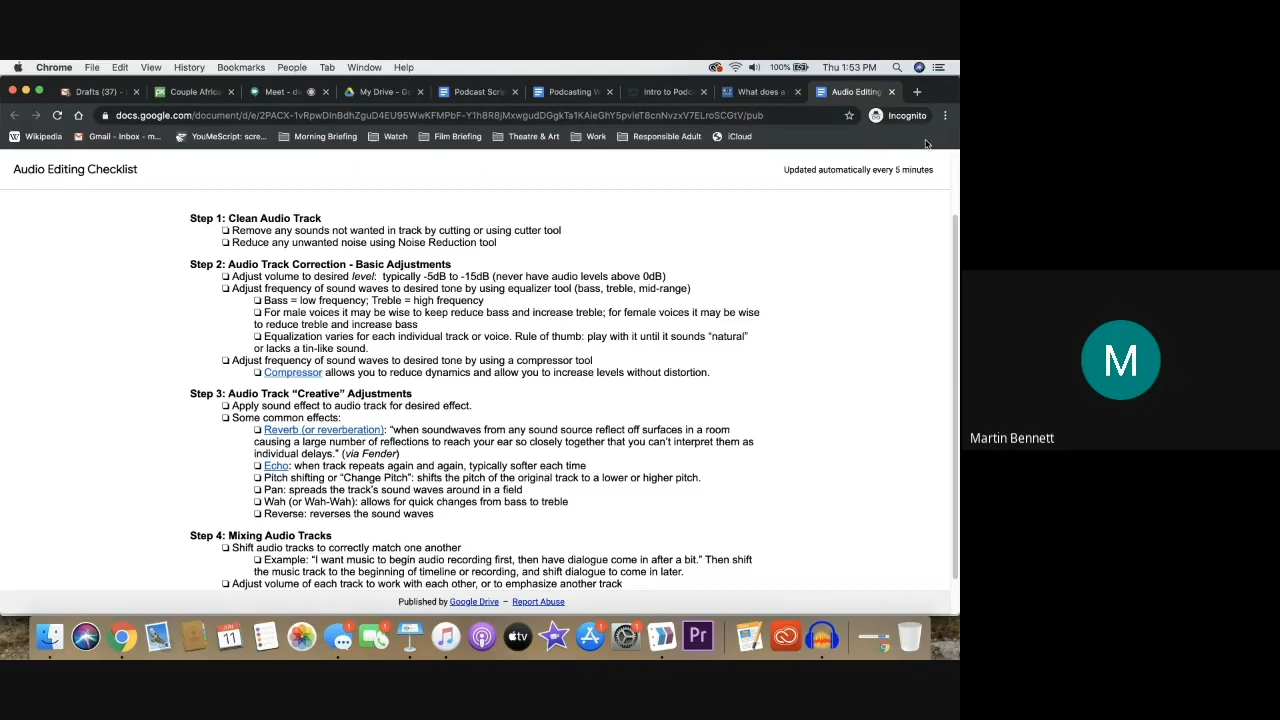 Chrome File Edit View History Bookmarks People Tab Window Help 100% Thu 1:53 PM
Drafts (37) - Couple Africa Meet - dw My Drive - Go Podcast Scri Podcasting W Intro to Podc What does a Audio Editing
docs.google.com/document/d/e/2PACX-1vRpwDlnBdhZguD4EU95WwKFMPbF-Y1h8R8jMxwgudDGgkTa1KAieGhY5pvieT8cnNvzxV7ELroSCGtV/pub Incognito
Wikipedia Gmail - Inbox - m... YouMeScript: scre... Morning Briefing Watch Film Briefing Theatre & Art Work Responsible Adult iCloud
Audio Editing Checklist Updated automatically every 5 minutes
Step 1: Clean Audio Track
❏ Remove any sounds not wanted in track by cutting or using cutter tool
❏ Reduce any unwanted noise using Noise Reduction tool
Step 2: Audio Track Correction - Basic Adjustments
❏ Adjust volume to desired level: typically -5dB to -15dB (never have audio levels above 0dB)
❏ Adjust frequency of sound waves to desired tone by using equalizer tool (bass, treble, mid-range)
❏ Bass = low frequency; Treble = high frequency
❏ For male voices it may be wise to keep reduce bass and increase treble; for female voices it may be wise
to reduce treble and increase bass
❏ Equalization varies for each individual track or voice. Rule of thumb: play with it until it sounds “natural”
or lacks a tin-like sound.
❏ Adjust frequency of sound waves to desired tone by using a compressor tool
❏ Compressor allows you to reduce dynamics and allow you to increase levels without distortion.
Step 3: Audio Track “Creative” Adjustments
❏ Apply sound effect to audio track for desired effect.
❏ Some common effects:
❏ Reverb (or reverberation): “when soundwaves from any sound source reflect off surfaces in a room
causing a large number of reflections to reach your ear so closely together that you can’t interpret them as
individual delays.” (via Fender)
❏ Echo: when track repeats again and again, typically softer each time
❏ Pitch shifting or “Change Pitch”: shifts the pitch of the original track to a lower or higher pitch.
❏ Pan: spreads the track’s sound waves around in a field
❏ Wah (or Wah-Wah): allows for quick changes from bass to treble
❏ Reverse: reverses the sound waves
Step 4: Mixing Audio Tracks
❏ Shift audio tracks to correctly match one another
❏ Example: “I want music to begin audio recording first, then have dialogue come in after a bit.” Then shift
the music track to the beginning of timeline or recording, and shift dialogue to come in later.
❏ Adjust volume of each track to work with each other, or to emphasize another track
Published by Google Drive – Report Abuse
M
Martin Bennett
JUN
11
tv
Pr